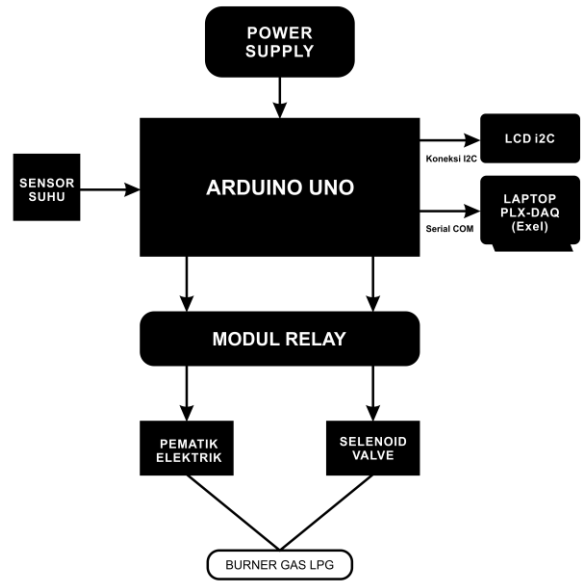 POWER
SUPPLY
ARDUINO UNO
SENSOR
SUHU
LCD i2C
Koneksi I2C
LAPTOP
PLX-DAQ
(Exel)
Serial COM
MODUL RELAY
PEMATIK
ELEKTRIK
SELENOID
VALVE
BURNER GAS LPG